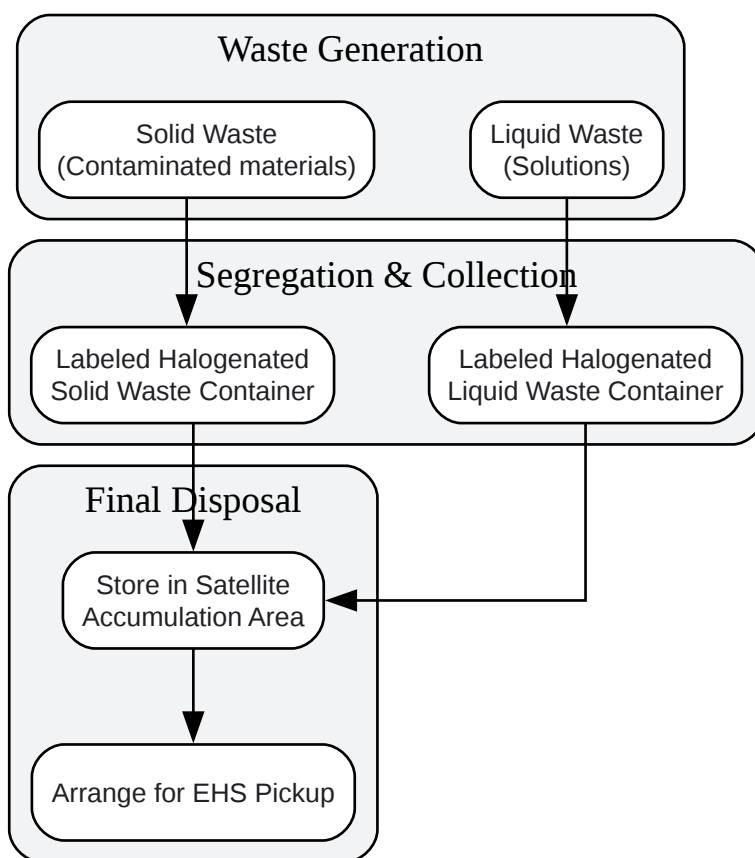 Waste Generation
Solid Waste
(Contaminated materials)
Liquid Waste
(Solutions)
Segregation & Collection
Labeled Halogenated
Solid Waste Container
Labeled Halogenated
Liquid Waste Container
Final Disposal
Store in Satellite
Accumulation Area
Arrange for EHS Pickup